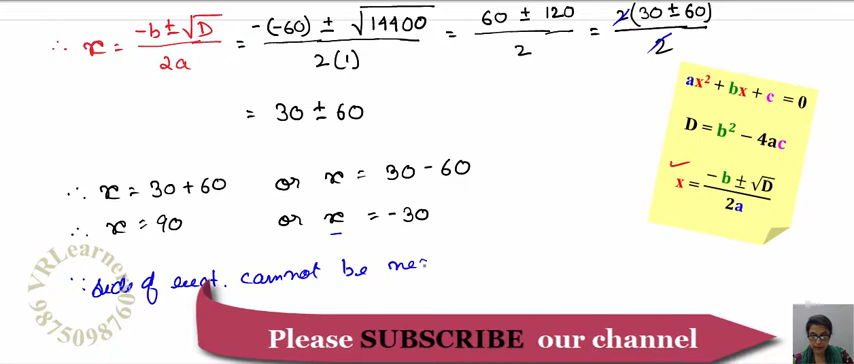 ∴ x = (-b ± √D)/2a = (-(-60) ± √14400)/2(1) = (60 ± 120)/2 = 2(30 ± 60)/2
= 30 ± 60
ax² + bx + c = 0
D = b² − 4ac
✓ x = (−b ± √D)/2a
∴ x = 30 + 60 or x = 30 - 60
∴ x = 90 or x = -30
∵ side of rect. cannot be neg
VRLearner
9875098760
Please SUBSCRIBE our channel